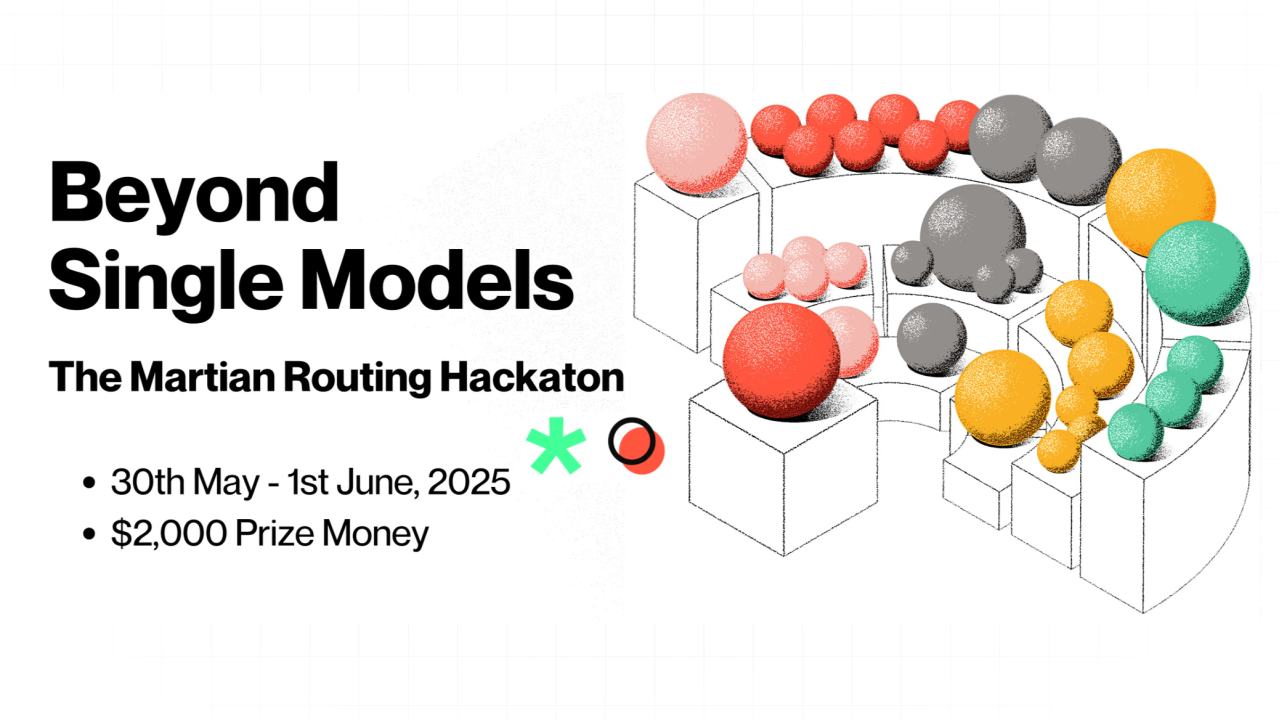 Beyond
Single Models
The Martian Routing Hackaton
• 30th May - 1st June, 2025
• $2,000 Prize Money